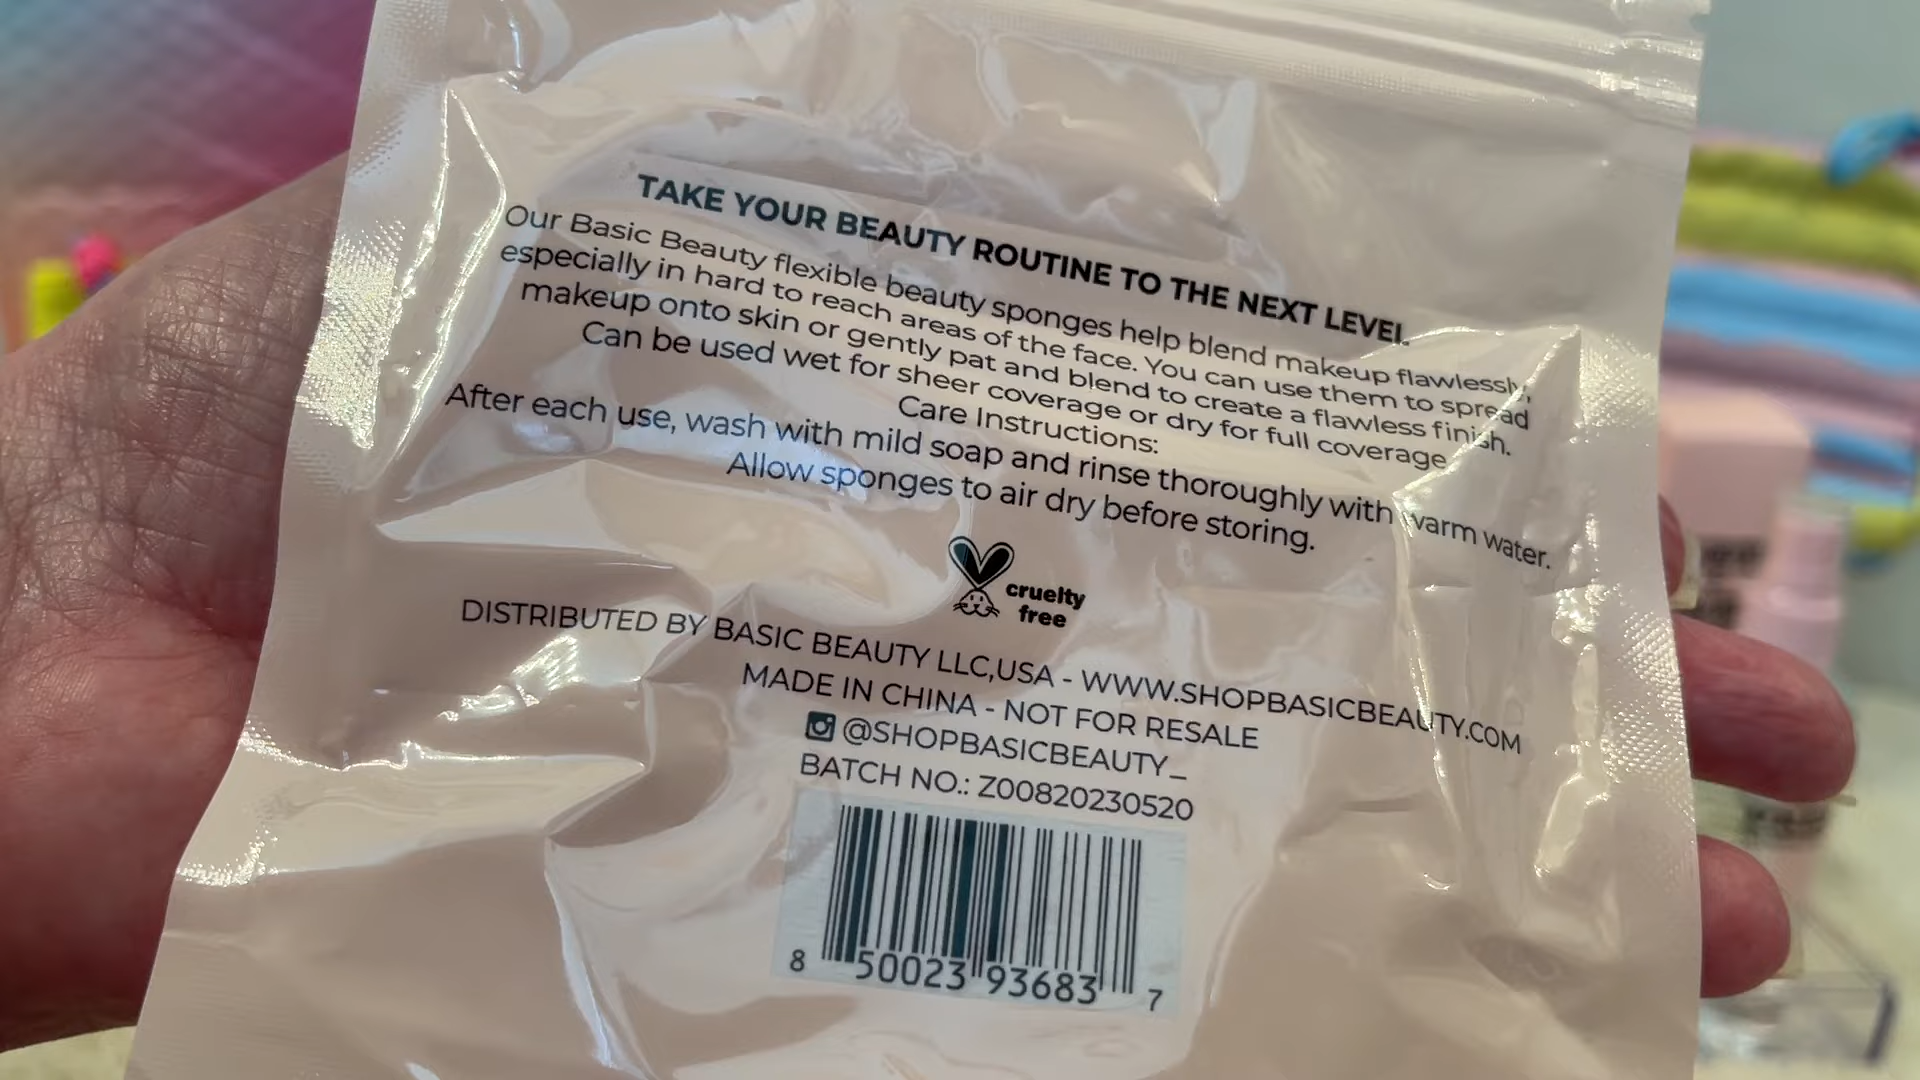 TAKE YOUR BEAUTY ROUTINE TO THE NEXT LEVEL.
Our Basic Beauty flexible beauty sponges help blend makeup flawlessly,
especially in hard to reach areas of the face. You can use them to spread
makeup onto skin or gently pat and blend to create a flawless finish.
Can be used wet for sheer coverage or dry for full coverage.
Care Instructions:
After each use, wash with mild soap and rinse thoroughly with warm water.
Allow sponges to air dry before storing.
cruelty
free
DISTRIBUTED BY BASIC BEAUTY LLC,USA - WWW.SHOPBASICBEAUTY.COM
MADE IN CHINA - NOT FOR RESALE
@SHOPBASICBEAUTY_
BATCH NO.: Z00820230520
8 50023 93683 7